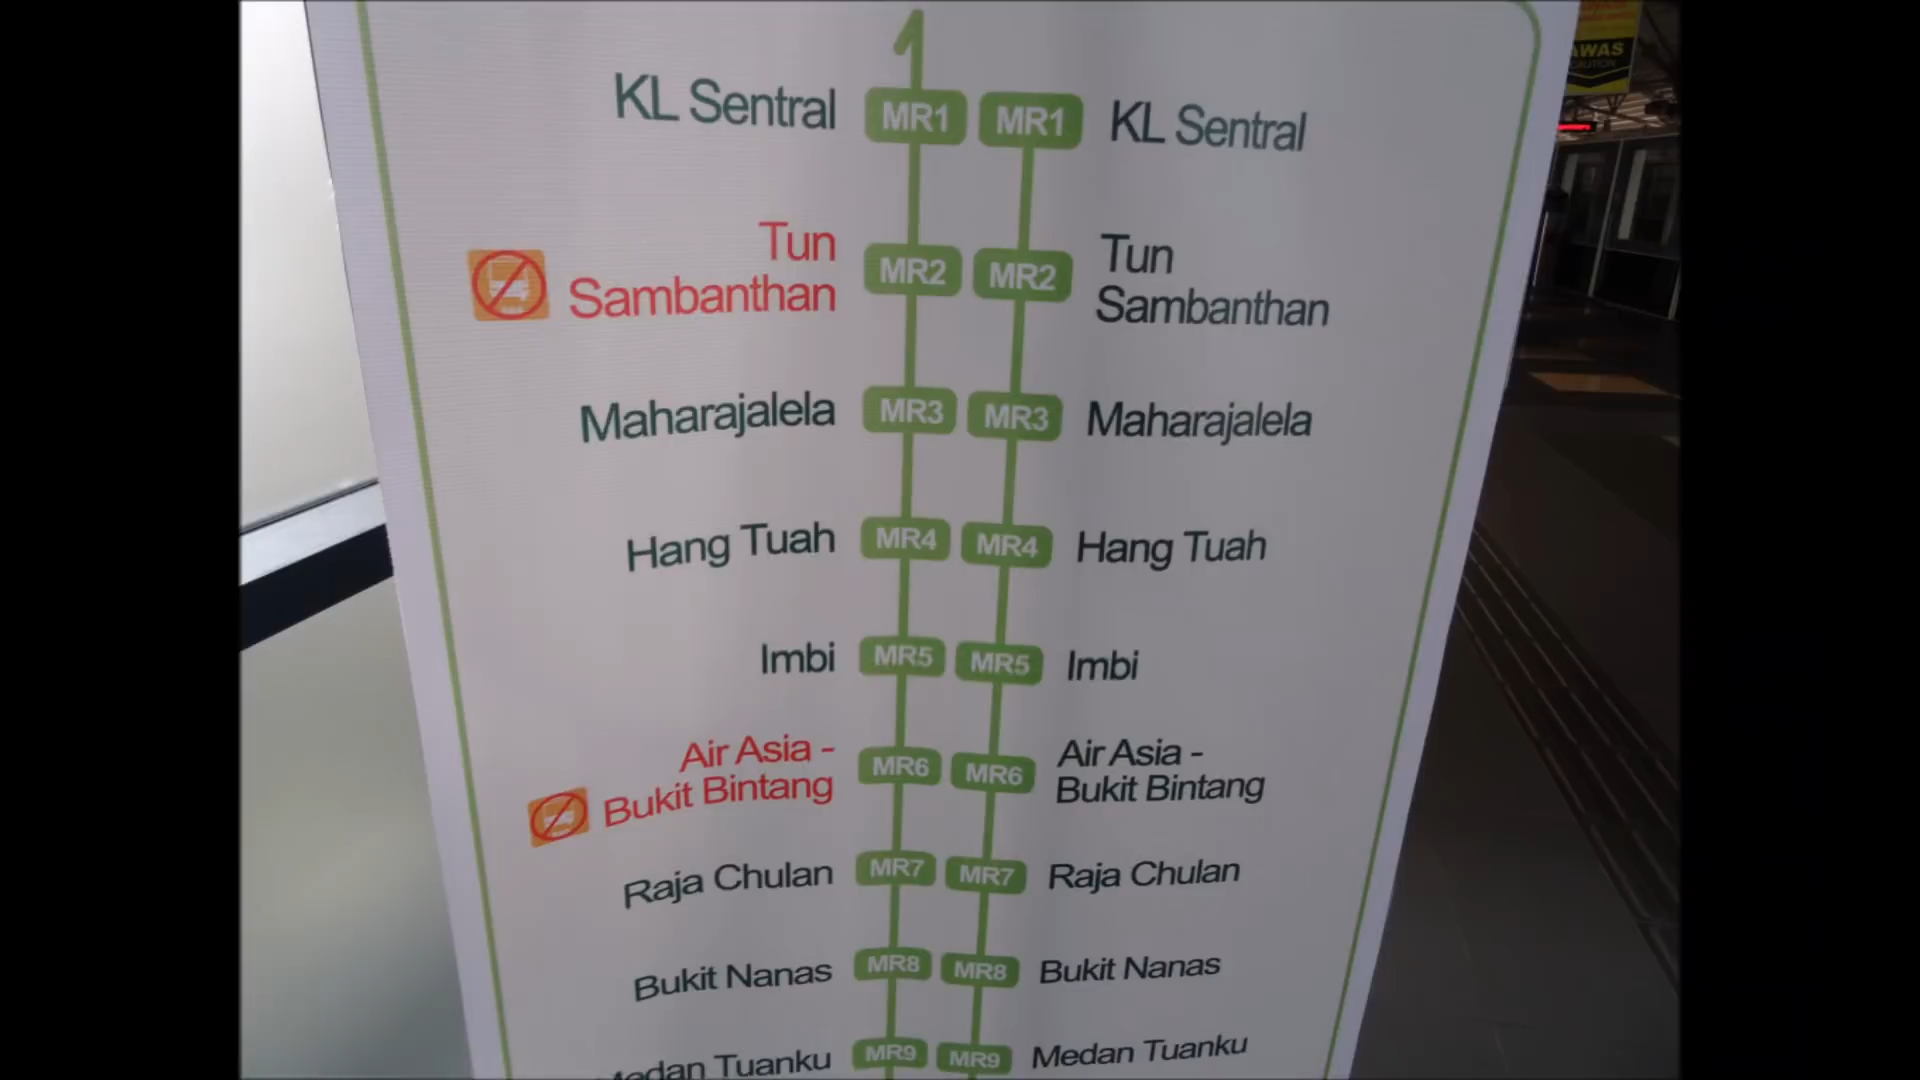 KL Sentral MR1 MR1 KL Sentral
Tun
Sambanthan MR2 MR2 Tun
Sambanthan
Maharajalela MR3 MR3 Maharajalela
Hang Tuah MR4 MR4 Hang Tuah
Imbi MR5 MR5 Imbi
Air Asia -
Bukit Bintang MR6 MR6 Air Asia -
Bukit Bintang
Raja Chulan MR7 MR7 Raja Chulan
Bukit Nanas MR8 MR8 Bukit Nanas
Tuanku MR9 MR9 Medan Tuanku
AWAS
CAUTION